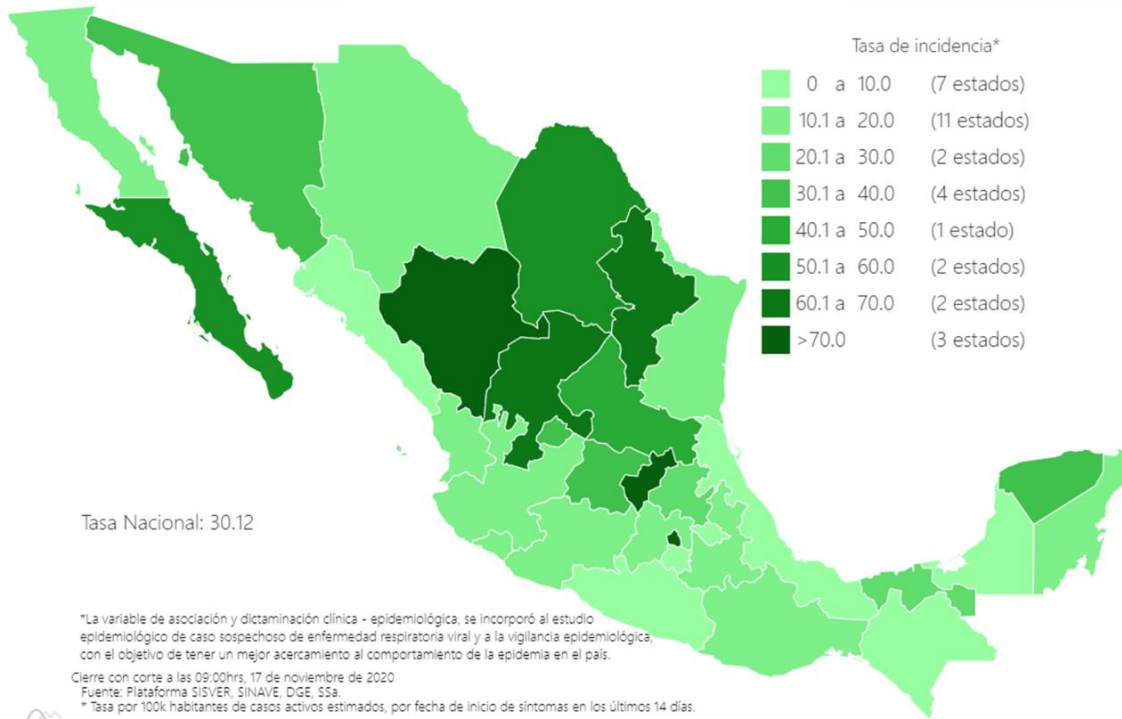 Tasa de incidencia*
0 a 10.0 (7 estados)
10.1 a 20.0 (11 estados)
20.1 a 30.0 (2 estados)
30.1 a 40.0 (4 estados)
40.1 a 50.0 (1 estado)
50.1 a 60.0 (2 estados)
60.1 a 70.0 (2 estados)
>70.0 (3 estados)
Tasa Nacional: 30.12
*La variable de asociación y dictaminación clínica - epidemiológica, se incorporó al estudio
epidemiológico de caso sospechoso de enfermedad respiratoria viral y a la vigilancia epidemiológica,
con el objetivo de tener un mejor acercamiento al comportamiento de la epidemia en el país.
Cierre con corte a las 09:00hrs, 17 de noviembre de 2020
Fuente: Plataforma SISVER, SINAVE, DGE, SSa.
* Tasa por 100k habitantes de casos activos estimados, por fecha de inicio de síntomas en los últimos 14 días.